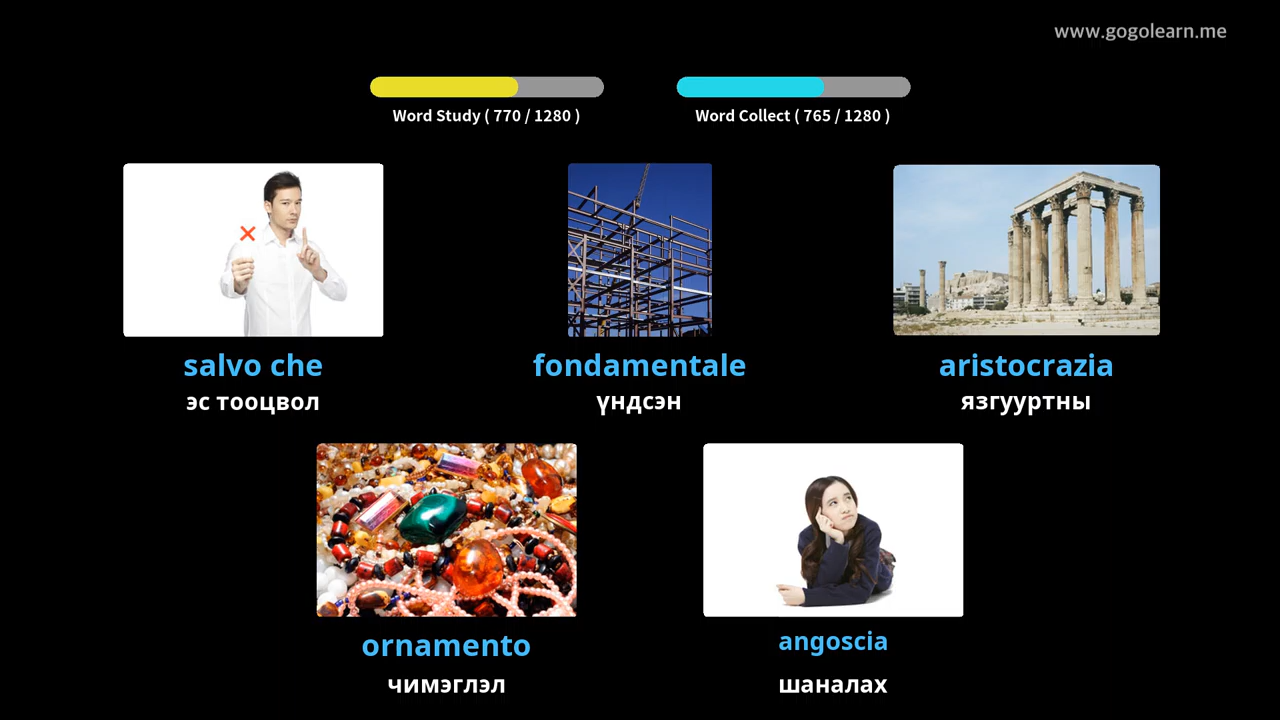 www.gogolearn.me
Word Study ( 770 / 1280 )
Word Collect ( 765 / 1280 )
salvo che
эс тооцвол
fondamentale
үндсэн
aristocrazia
язгууртны
ornamento
чимэглэл
angoscia
шаналах